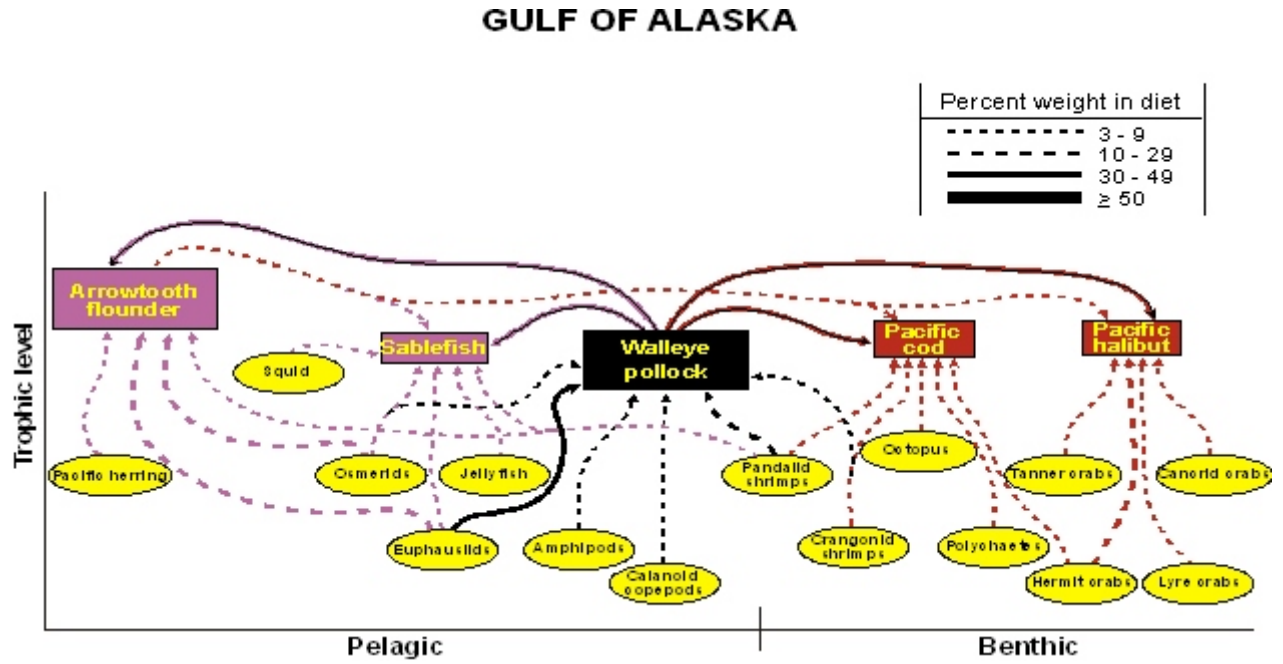 GULF OF ALASKA
Percent weight in diet
3 - 9
10 - 29
30 - 49
≥ 50
Trophic level
Arrowtooth
flounder
Squid
Sablefish
Walleye
pollock
Pacific
cod
Pacific
halibut
Pacific herring
Osmerids
Jellyfish
Pandalid
shrimps
Octopus
Tanner crabs
Cancrid crabs
Euphausiids
Amphipods
Calanoid
copepods
Crangonid
shrimps
Polychaetes
Hermit crabs
Lyre crabs
Pelagic
Benthic